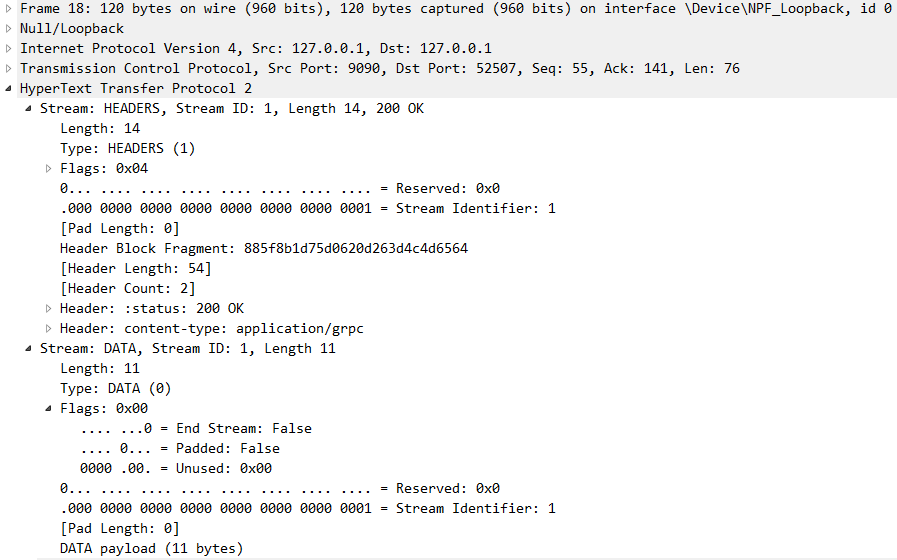 Frame 18: 120 bytes on wire (960 bits), 120 bytes captured (960 bits) on interface \Device\NPF_Loopback, id 0
Null/Loopback
Internet Protocol Version 4, Src: 127.0.0.1, Dst: 127.0.0.1
Transmission Control Protocol, Src Port: 9090, Dst Port: 52507, Seq: 55, Ack: 141, Len: 76
HyperText Transfer Protocol 2
Stream: HEADERS, Stream ID: 1, Length 14, 200 OK
Length: 14
Type: HEADERS (1)
Flags: 0x04
0... .... .... .... .... .... .... .... = Reserved: 0x0
.000 0000 0000 0000 0000 0000 0000 0001 = Stream Identifier: 1
[Pad Length: 0]
Header Block Fragment: 885f8b1d75d0620d263d4c4d6564
[Header Length: 54]
[Header Count: 2]
Header: :status: 200 OK
Header: content-type: application/grpc
Stream: DATA, Stream ID: 1, Length 11
Length: 11
Type: DATA (0)
Flags: 0x00
.... ...0 = End Stream: False
.... 0... = Padded: False
0000 .00. = Unused: 0x00
0... .... .... .... .... .... .... .... = Reserved: 0x0
.000 0000 0000 0000 0000 0000 0000 0001 = Stream Identifier: 1
[Pad Length: 0]
DATA payload (11 bytes)